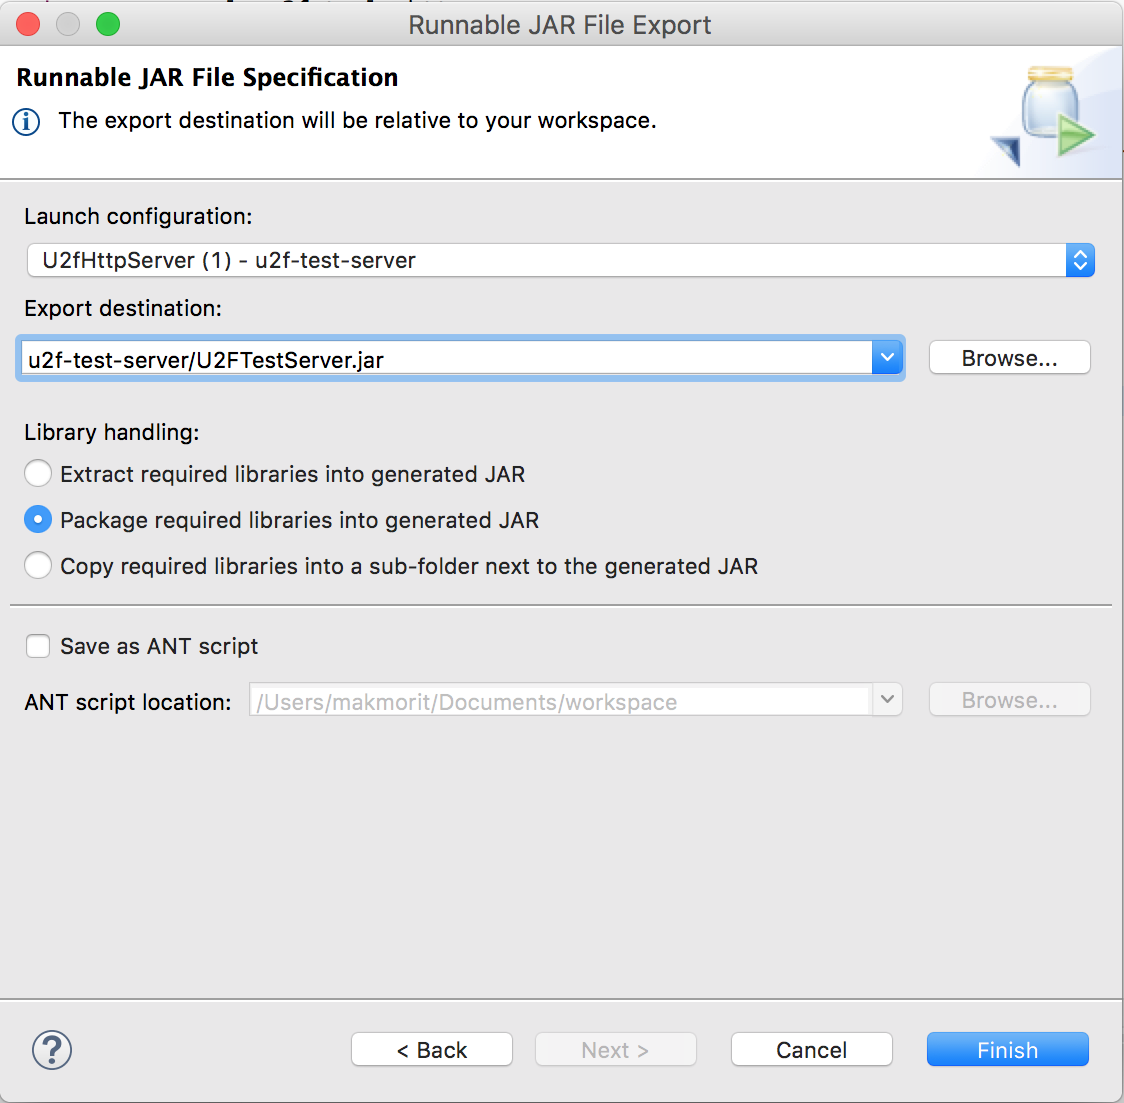 Runnable JAR File Export
Runnable JAR File Specification
The export destination will be relative to your workspace.
Launch configuration:
U2fHttpServer (1) - u2f-test-server
Export destination:
u2f-test-server/U2FTestServer.jar
Browse...
Library handling:
Extract required libraries into generated JAR
Package required libraries into generated JAR
Copy required libraries into a sub-folder next to the generated JAR
Save as ANT script
ANT script location:
/Users/makmorit/Documents/workspace
Browse...
?
< Back
Next >
Cancel
Finish